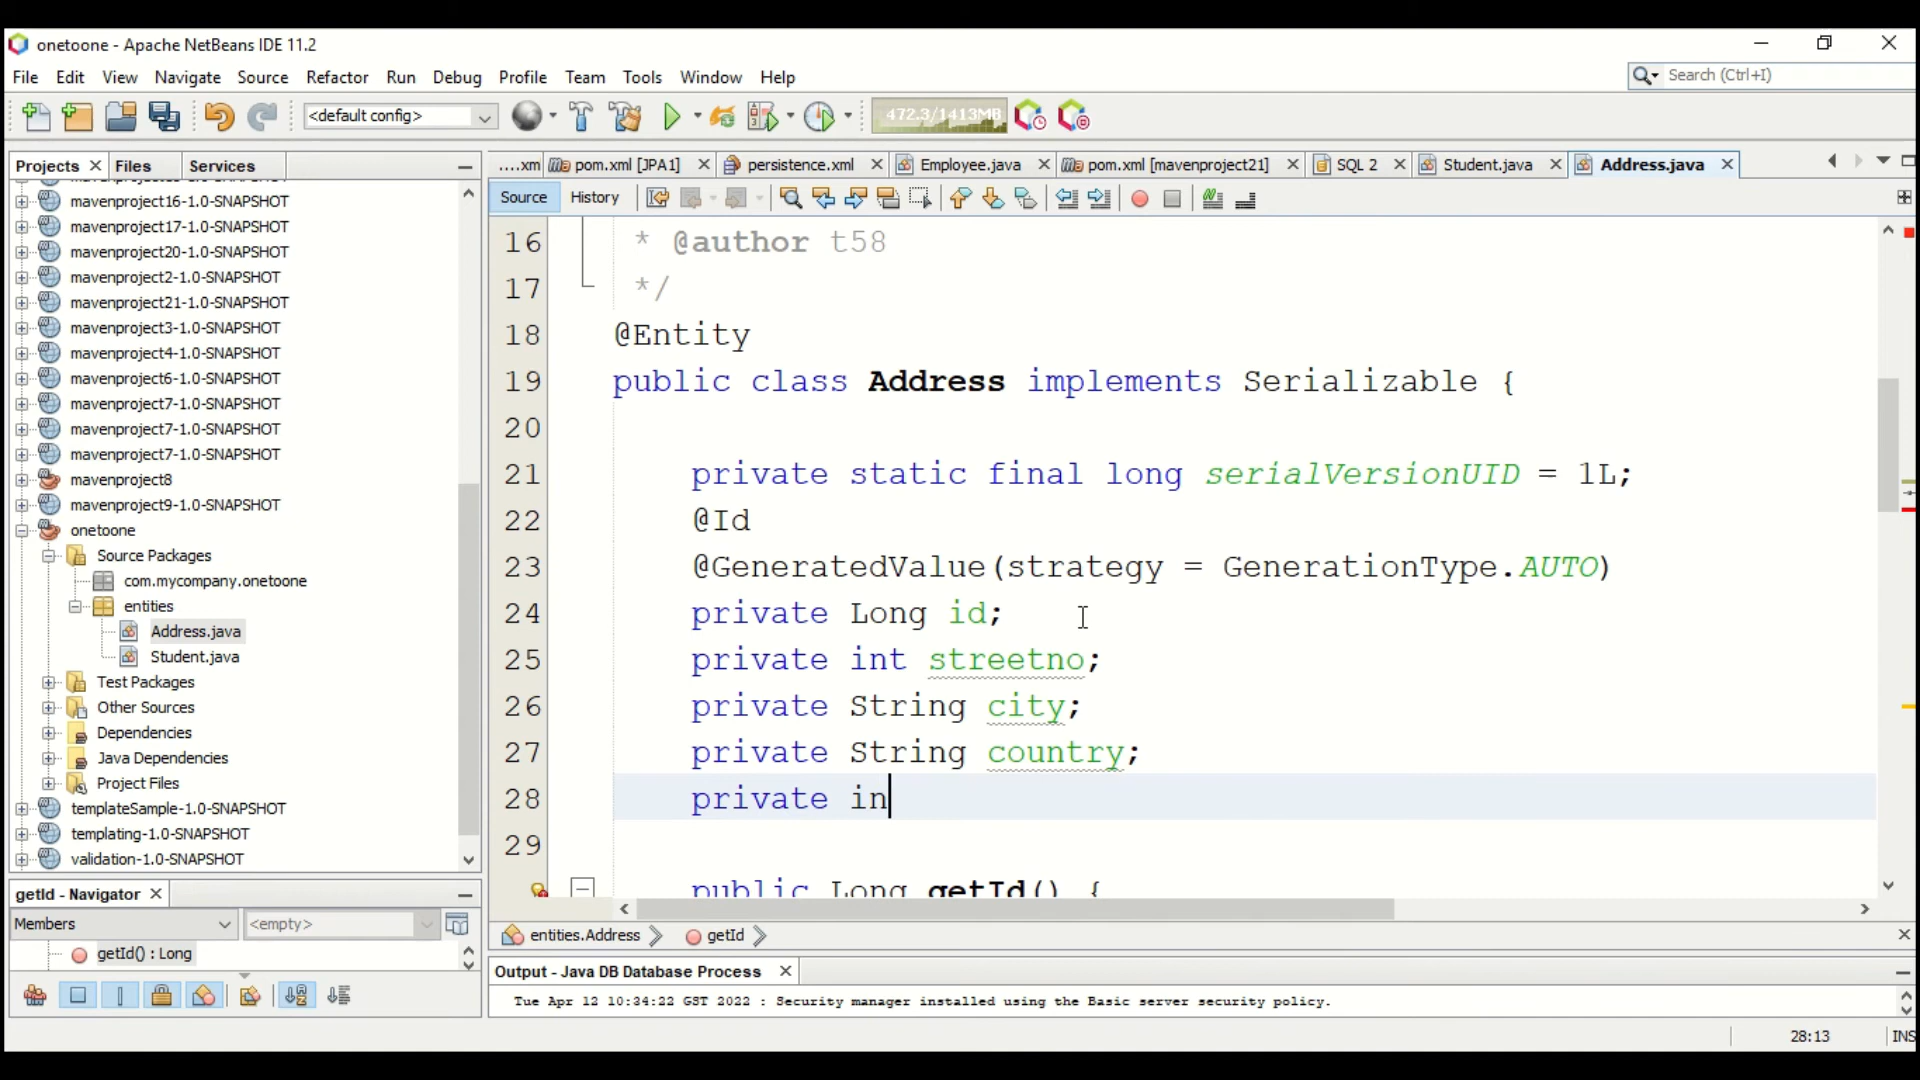 onetoone - Apache NetBeans IDE 11.2
File Edit View Navigate Source Refactor Run Debug Profile Team Tools Window Help
Search (Ctrl+I)
<default config>
472.3/1413MB
Projects Files Services
....xm pom.xml [JPA1] persistence.xml Employee.java pom.xml [mavenproject21] SQL 2 Student.java Address.java
Source History
mavenproject16-1.0-SNAPSHOT
mavenproject17-1.0-SNAPSHOT
mavenproject20-1.0-SNAPSHOT
mavenproject2-1.0-SNAPSHOT
mavenproject21-1.0-SNAPSHOT
mavenproject3-1.0-SNAPSHOT
mavenproject4-1.0-SNAPSHOT
mavenproject6-1.0-SNAPSHOT
mavenproject7-1.0-SNAPSHOT
mavenproject7-1.0-SNAPSHOT
mavenproject7-1.0-SNAPSHOT
mavenproject8
mavenproject9-1.0-SNAPSHOT
onetoone
Source Packages
com.mycompany.onetoone
entities
Address.java
Student.java
Test Packages
Other Sources
Dependencies
Java Dependencies
Project Files
templateSample-1.0-SNAPSHOT
templating-1.0-SNAPSHOT
validation-1.0-SNAPSHOT
16 * @author t58
17 */
18 @Entity
19 public class Address implements Serializable {
20
21 private static final long serialVersionUID = 1L;
22 @Id
23 @GeneratedValue(strategy = GenerationType.AUTO)
24 private Long id;
25 private int streetno;
26 private String city;
27 private String country;
28 private in
29
public Long getId() {
getId - Navigator
Members <empty>
getId() : Long
entities.Address getId
Output - Java DB Database Process
Tue Apr 12 10:34:22 GST 2022 : Security manager installed using the Basic server security policy.
28:13 INS